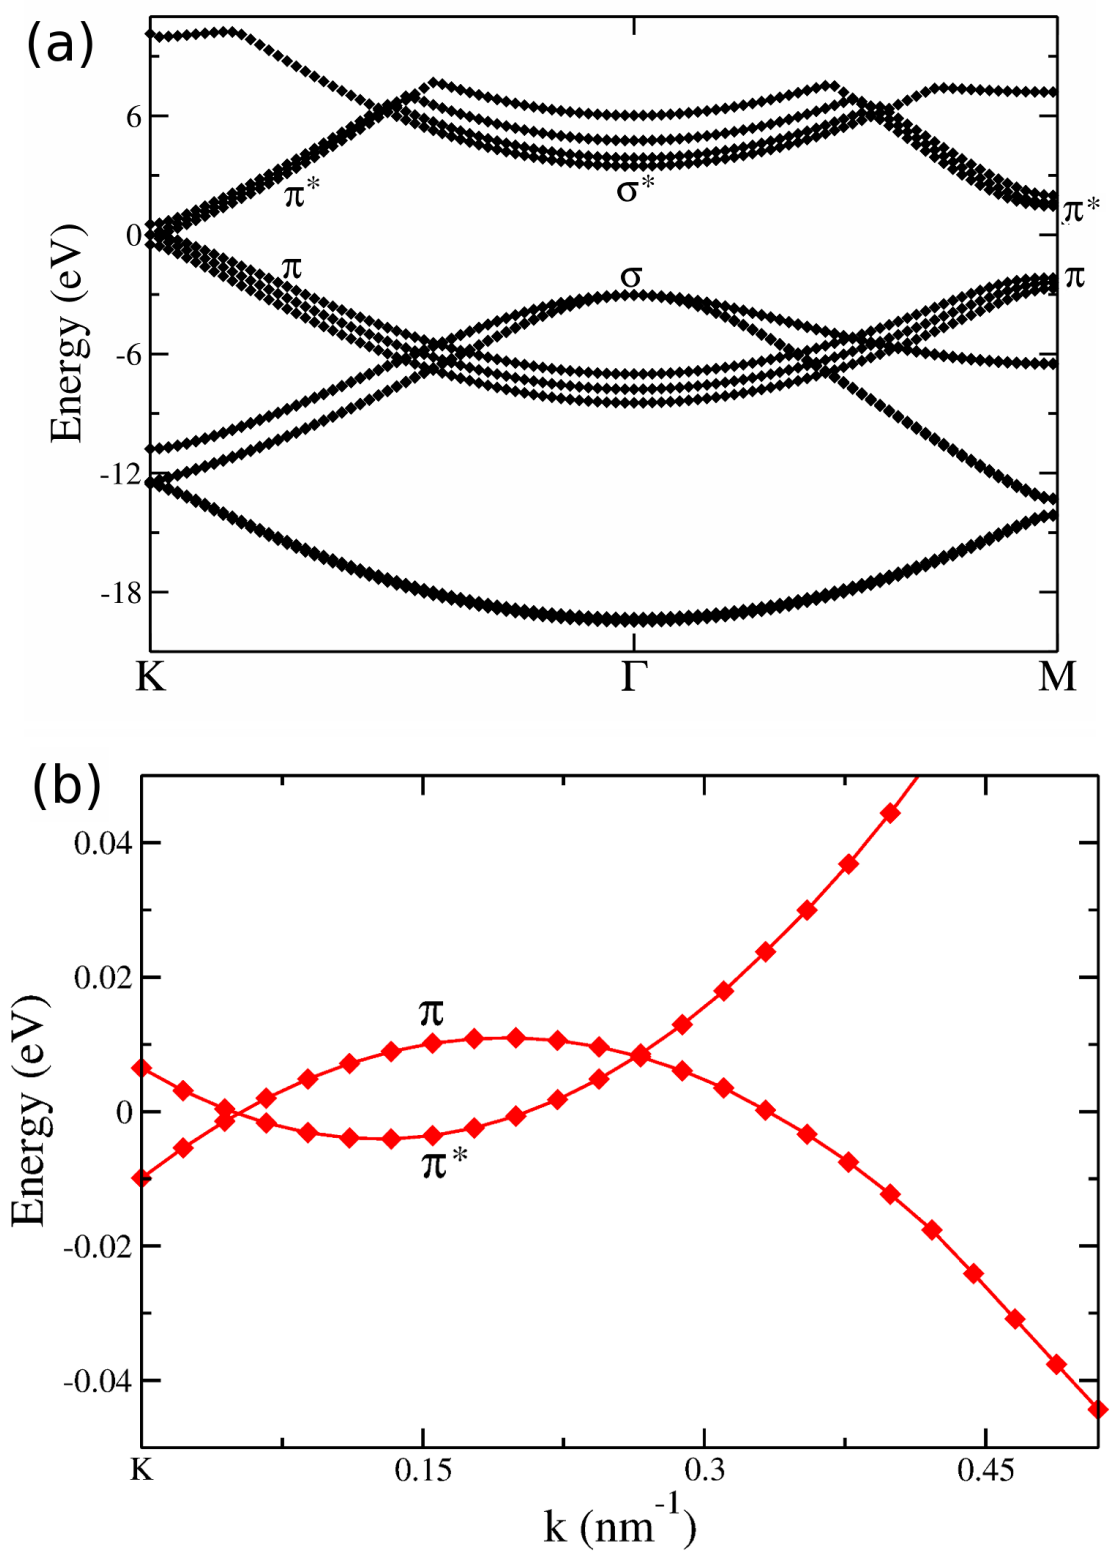 (a)
6
0
-6
-12
-18
Energy (eV)
π*
σ*
π*
π
σ
π
K Γ M
(b)
0.04
0.02
0
-0.02
-0.04
Energy (eV)
π
π*
K 0.15 0.3 0.45
k (nm-1)